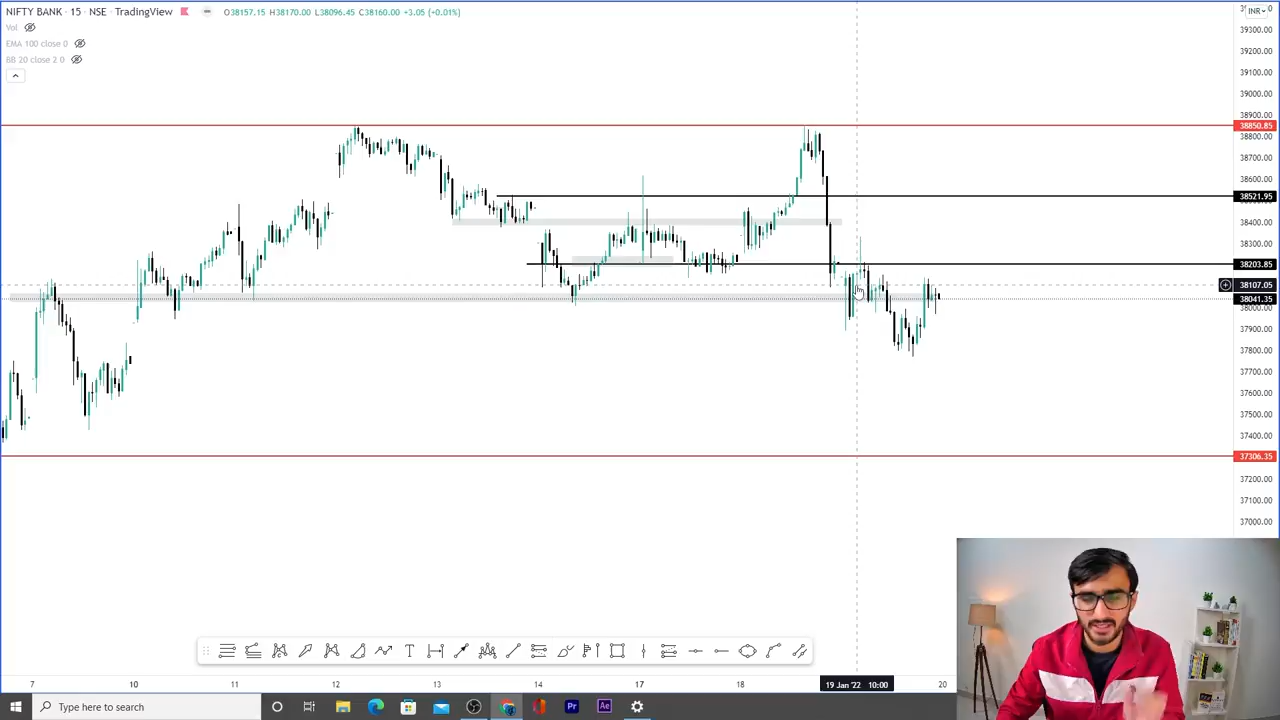 NIFTY BANK · 15 · NSE · TradingView
O38157.15 H38170.00 L38096.45 C38160.00 +3.05 (+0.01%)
INR
Vol
EMA 100 close 0
BB 20 close 2 0
39300.00
39200.00
39100.00
39000.00
38900.00
38850.85
38800.00
38700.00
38600.00
38521.95
38400.00
38300.00
38203.85
38107.05
38041.35
38000.00
37900.00
37800.00
37700.00
37600.00
37500.00
37400.00
37306.35
37200.00
37100.00
37000.00
7 10 11 12 13 14 17 18 19 Jan '22 10:00 20
Type here to search
Pr
Ae